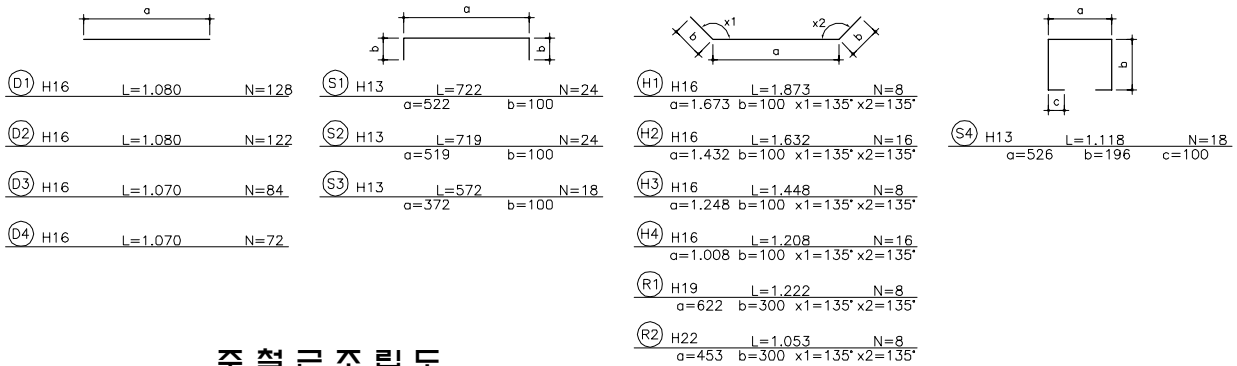 a
D1 H16 L=1.080 N=128
D2 H16 L=1.080 N=122
D3 H16 L=1.070 N=84
D4 H16 L=1.070 N=72
a
b b
S1 H13 L=722 N=24
a=522 b=100
S2 H13 L=719 N=24
a=519 b=100
S3 H13 L=572 N=18
a=372 b=100
x1 x2
b b
a
H1 H16 L=1.873 N=8
a=1.673 b=100 x1=135° x2=135°
H2 H16 L=1.632 N=16
a=1.432 b=100 x1=135° x2=135°
H3 H16 L=1.448 N=8
a=1.248 b=100 x1=135° x2=135°
H4 H16 L=1.208 N=16
a=1.008 b=100 x1=135° x2=135°
R1 H19 L=1.222 N=8
a=622 b=300 x1=135° x2=135°
R2 H22 L=1.053 N=8
a=453 b=300 x1=135° x2=135°
a
b
c
S4 H13 L=1.118 N=18
a=526 b=196 c=100
주철근조립도